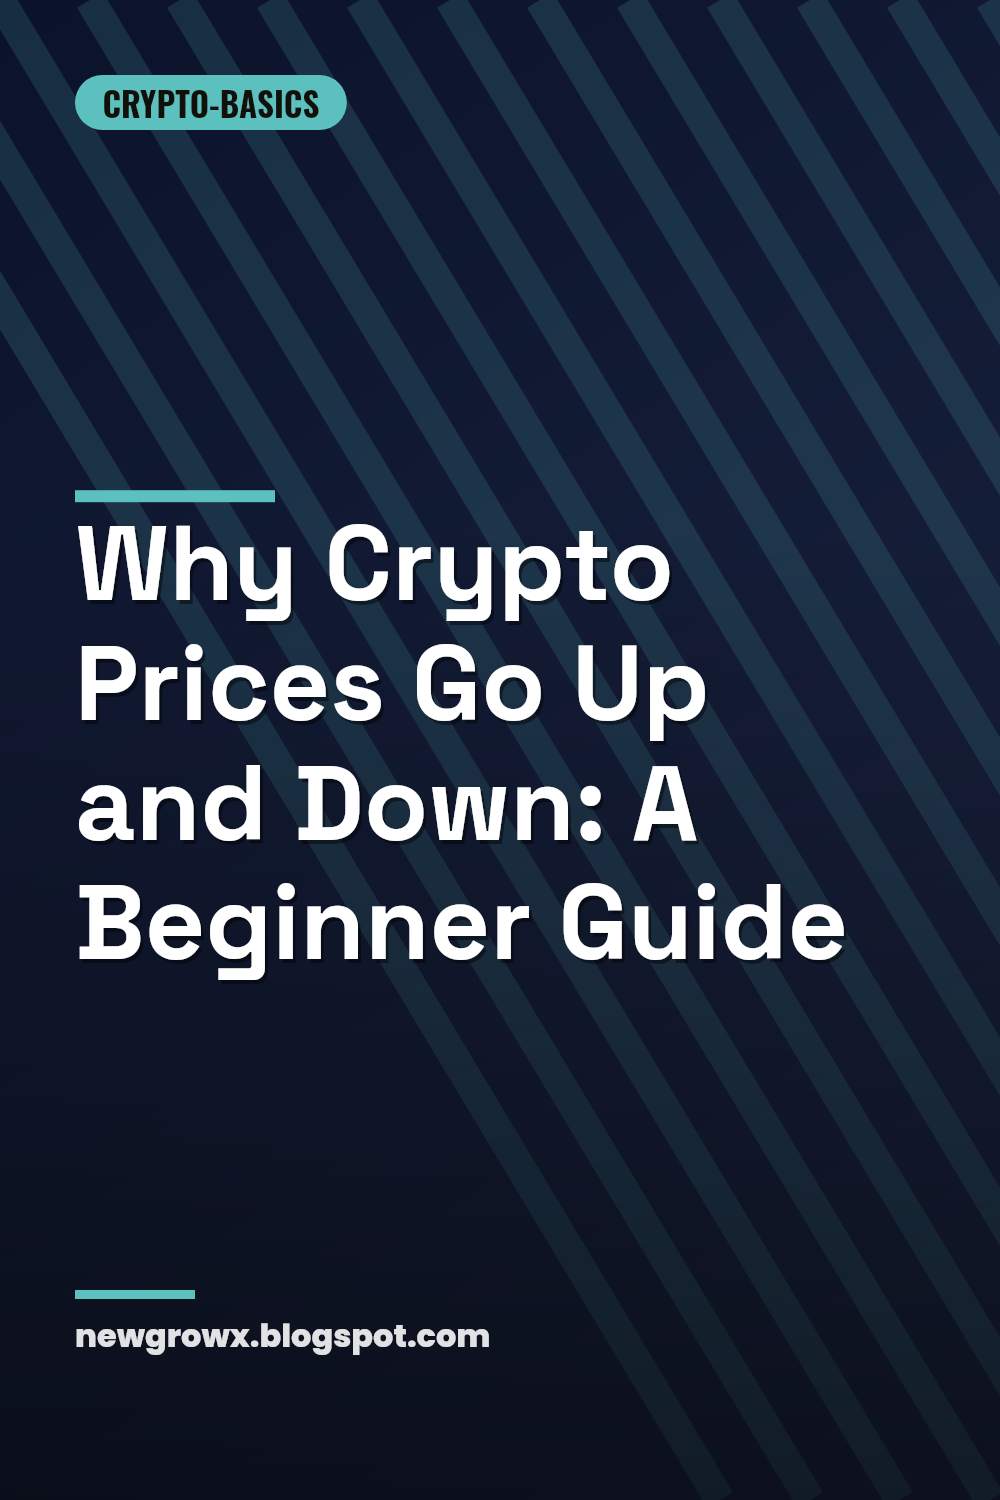 CRYPTO-BASICS
Why Crypto
Prices Go Up
and Down: A
Beginner Guide
newgrowx.blogspot.com